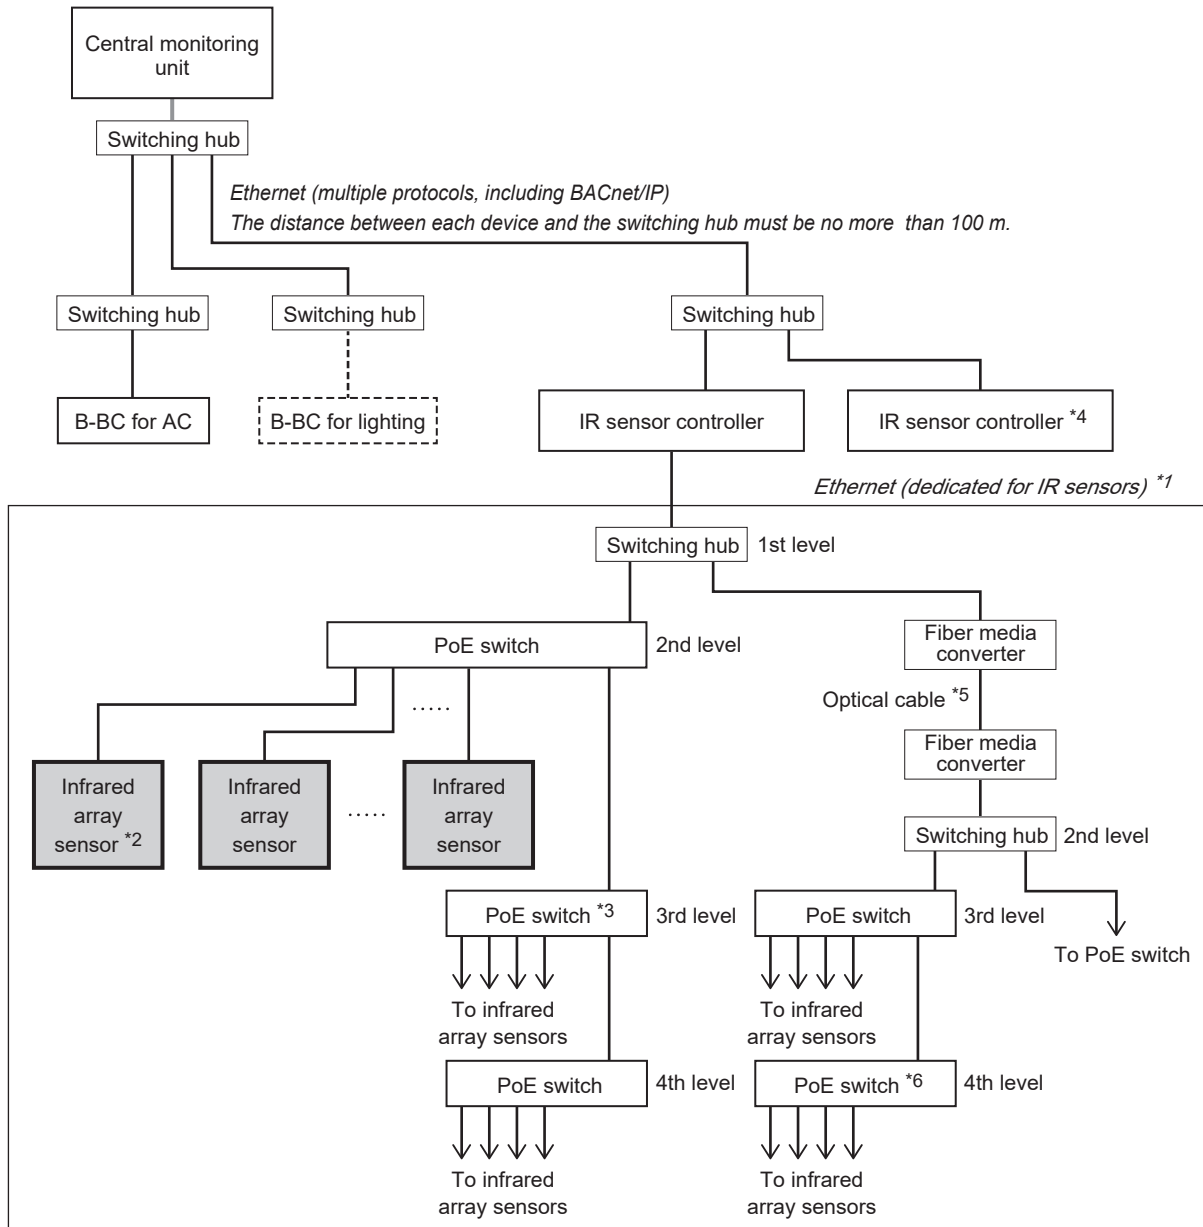 Central monitoring
unit
Switching hub
Ethernet (multiple protocols, including BACnet/IP)
The distance between each device and the switching hub must be no more than 100 m.
Switching hub
Switching hub
Switching hub
B-BC for AC
B-BC for lighting
IR sensor controller
IR sensor controller *4
Ethernet (dedicated for IR sensors) *1
Switching hub
1st level
PoE switch
2nd level
Fiber media
converter
.....
Optical cable *5
Fiber media
converter
Infrared
array
sensor *2
Infrared
array
sensor
.....
Infrared
array
sensor
Switching hub
2nd level
PoE switch *3
3rd level
PoE switch
3rd level
To PoE switch
To infrared
array sensors
To infrared
array sensors
PoE switch
4th level
PoE switch *6
4th level
To infrared
array sensors
To infrared
array sensors